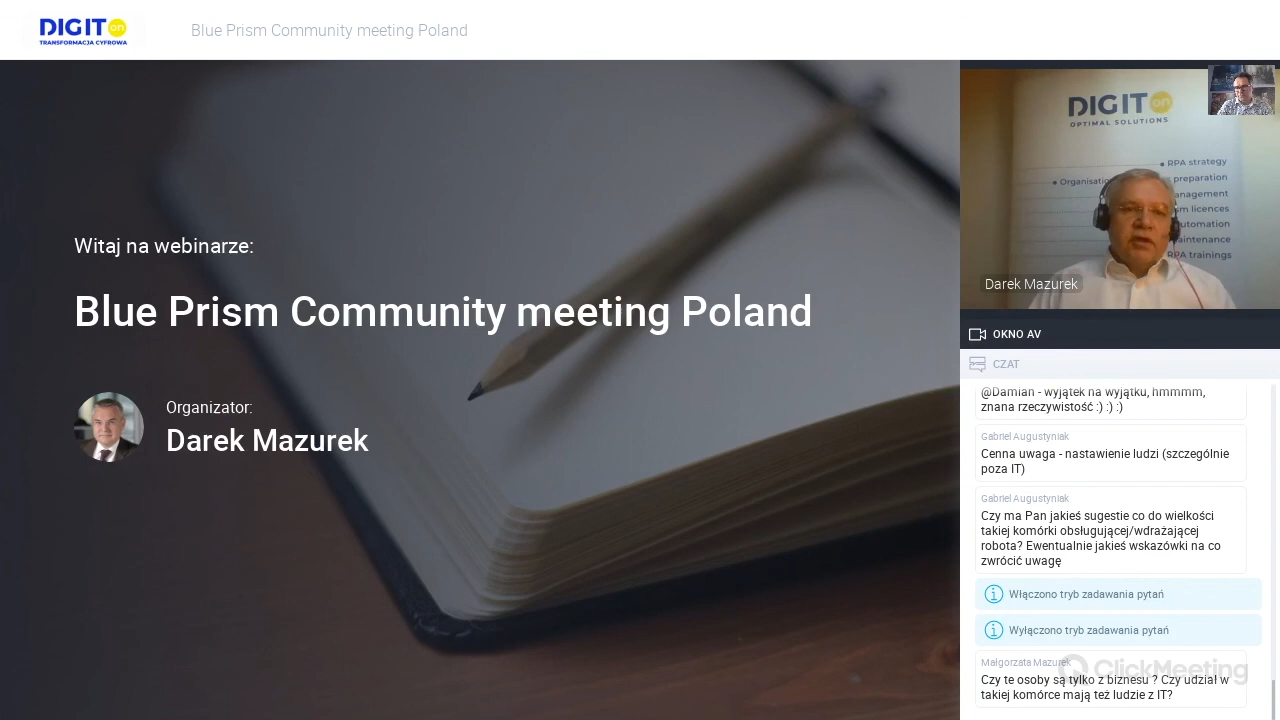 DIGIT on
TRANSFORMACJA CYFROWA
Blue Prism Community meeting Poland
Witaj na webinarze:
Blue Prism Community meeting Poland
Organizator:
Darek Mazurek
DIGIT on
OPTIMAL SOLUTIONS
RPA strategy
preparation
licences
RPA trainings
Darek Mazurek
OKNO AV
CZAT
@Damian - wyjątek na wyjątku, hmmmm,
znana rzeczywistość :) :) :)
Gabriel Augustyniak
Cenna uwaga - nastawienie ludzi (szczególnie
poza IT)
Gabriel Augustyniak
Czy ma Pan jakieś sugestie co do wielkości
takiej komórki obsługującej/wdrażającej
robota? Ewentualnie jakieś wskazówki na co
zwrócić uwagę
Włączono tryb zadawania pytań
Wyłączono tryb zadawania pytań
Małgorzata Mazurek
ClickMeeting
Czy te osoby są tylko z biznesu ? Czy udział w
takiej komórce mają też ludzie z IT?